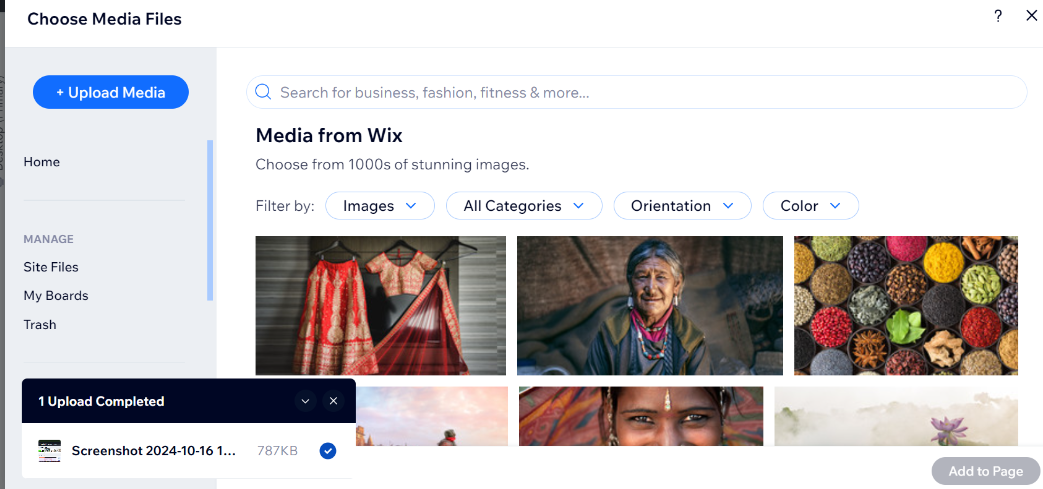 Choose Media Files
?
+ Upload Media
Home
MANAGE
Site Files
My Boards
Trash
Search for business, fashion, fitness & more...
Media from Wix
Choose from 1000s of stunning images.
Filter by: Images All Categories Orientation Color
1 Upload Completed
Screenshot 2024-10-16 1... 787KB
Add to Page